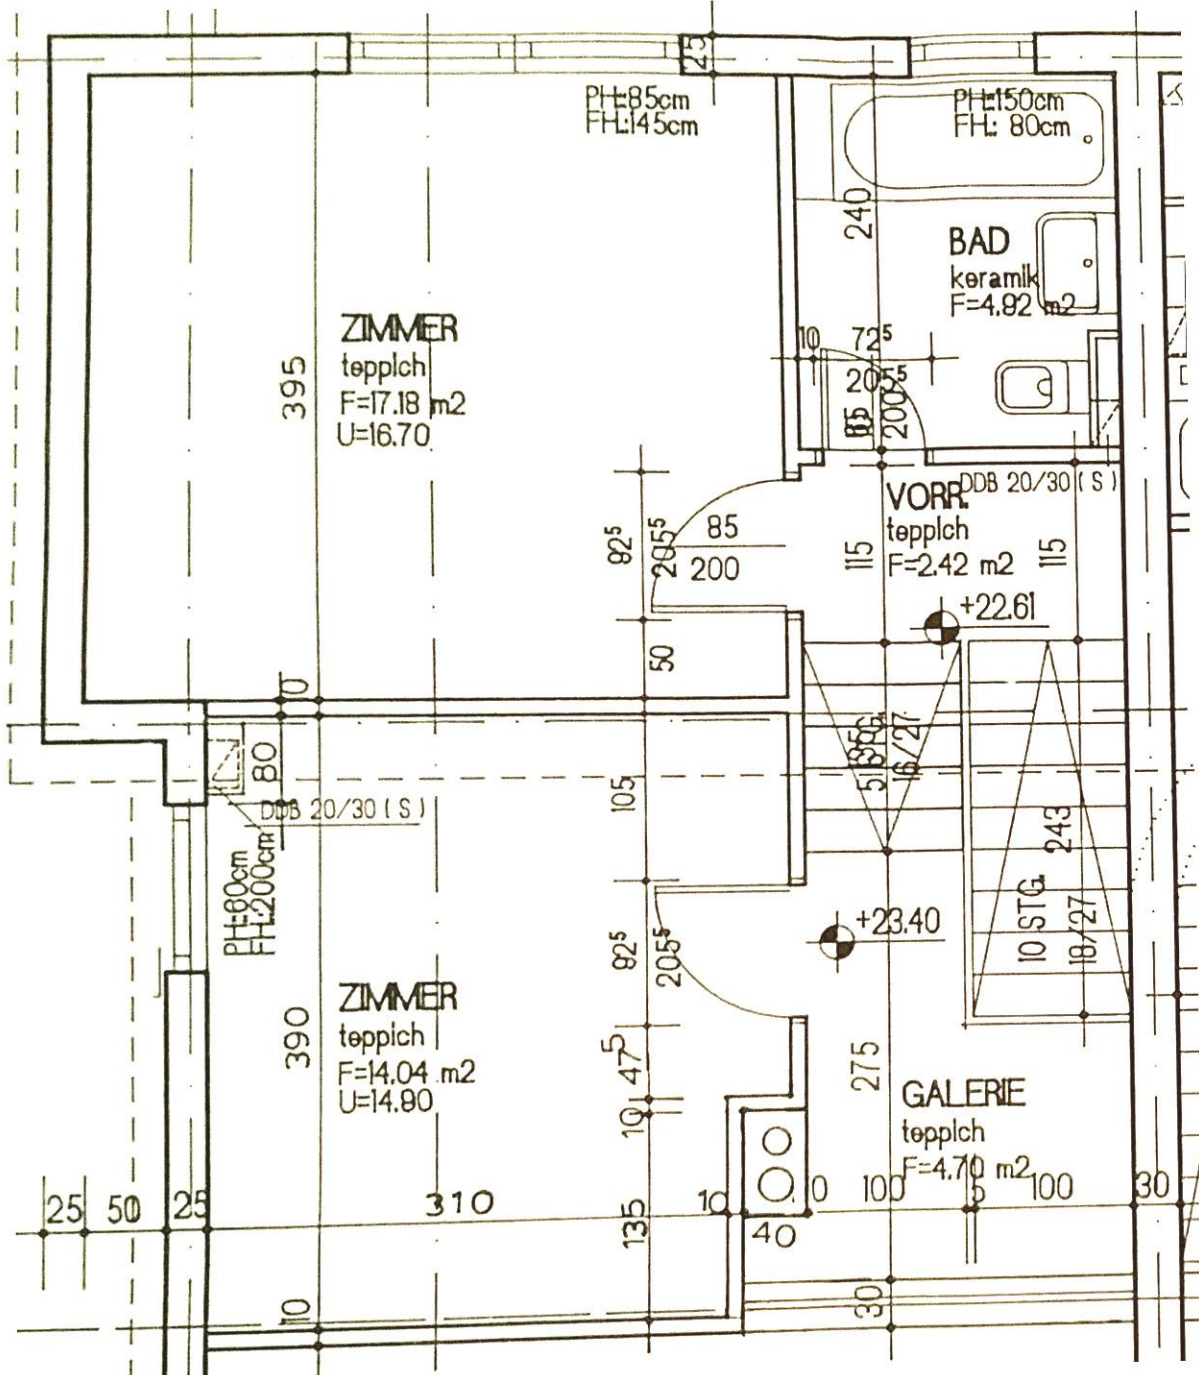 25
PH:85cm
FH:145cm
PH:150cm
FH: 80cm
240
BAD
keramik
F=4.92 m2
ZIMMER
teppich
F=17.18 m2
U=16.70
395
10
72⁵
205⁵
85
200
92⁵
205⁵
85
200
50
VORR.
teppich
F=2.42 m2
DDB 20/30 ( S )
115
115
+22.61
10
80
DDB 20/30 ( S )
PH:60cm
FH:200cm
105
16/27
243
10 STG.
18/27
+23.40
92⁵
205⁵
ZIMMER
teppich
F=14.04 m2
U=14.80
390
47⁵
10
275
GALERIE
teppich
F=4.70 m2
25
50
25
310
135
10
40
100
5
100
30
10
30